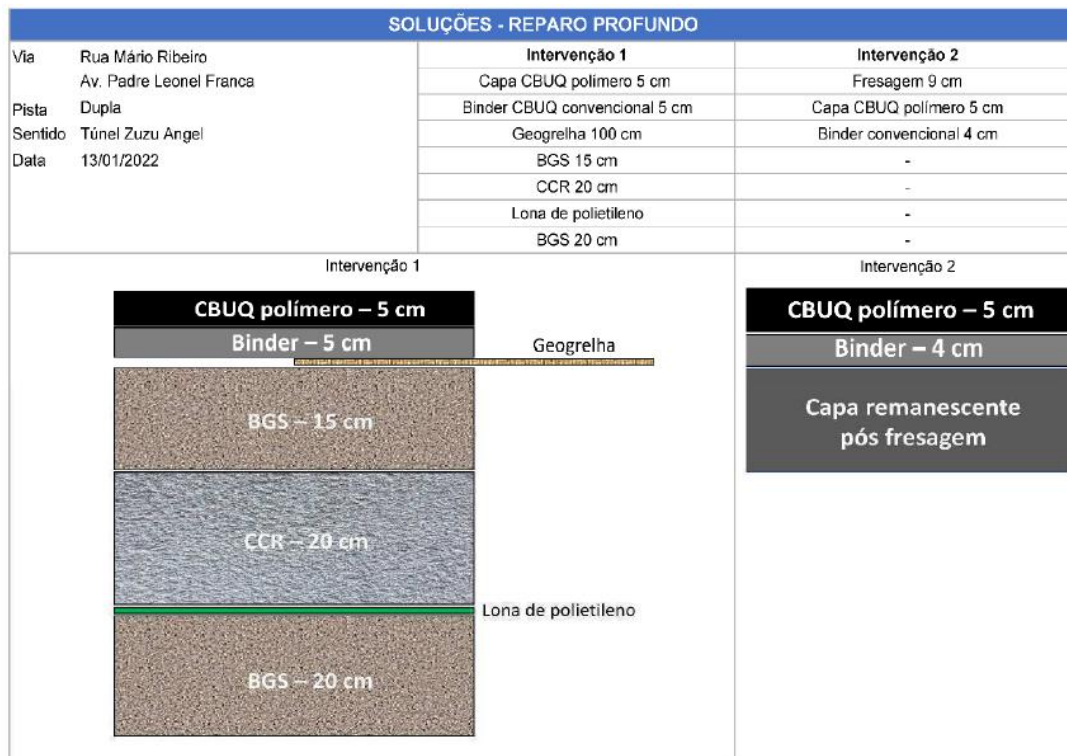 SOLUÇÕES - REPARO PROFUNDO
Via Rua Mário Ribeiro
Av. Padre Leonel Franca
Pista Dupla
Sentido Túnel Zuzu Angel
Data 13/01/2022
Intervenção 1
Capa CBUQ polímero 5 cm
Binder CBUQ convencional 5 cm
Geogrelha 100 cm
BGS 15 cm
CCR 20 cm
Lona de polietileno
BGS 20 cm
Intervenção 2
Fresagem 9 cm
Capa CBUQ polímero 5 cm
Binder convencional 4 cm
-
-
-
-
Intervenção 1
CBUQ polímero – 5 cm
Binder – 5 cm
Geogrelha
BGS – 15 cm
CCR – 20 cm
Lona de polietileno
BGS – 20 cm
Intervenção 2
CBUQ polímero – 5 cm
Binder – 4 cm
Capa remanescente
pós fresagem